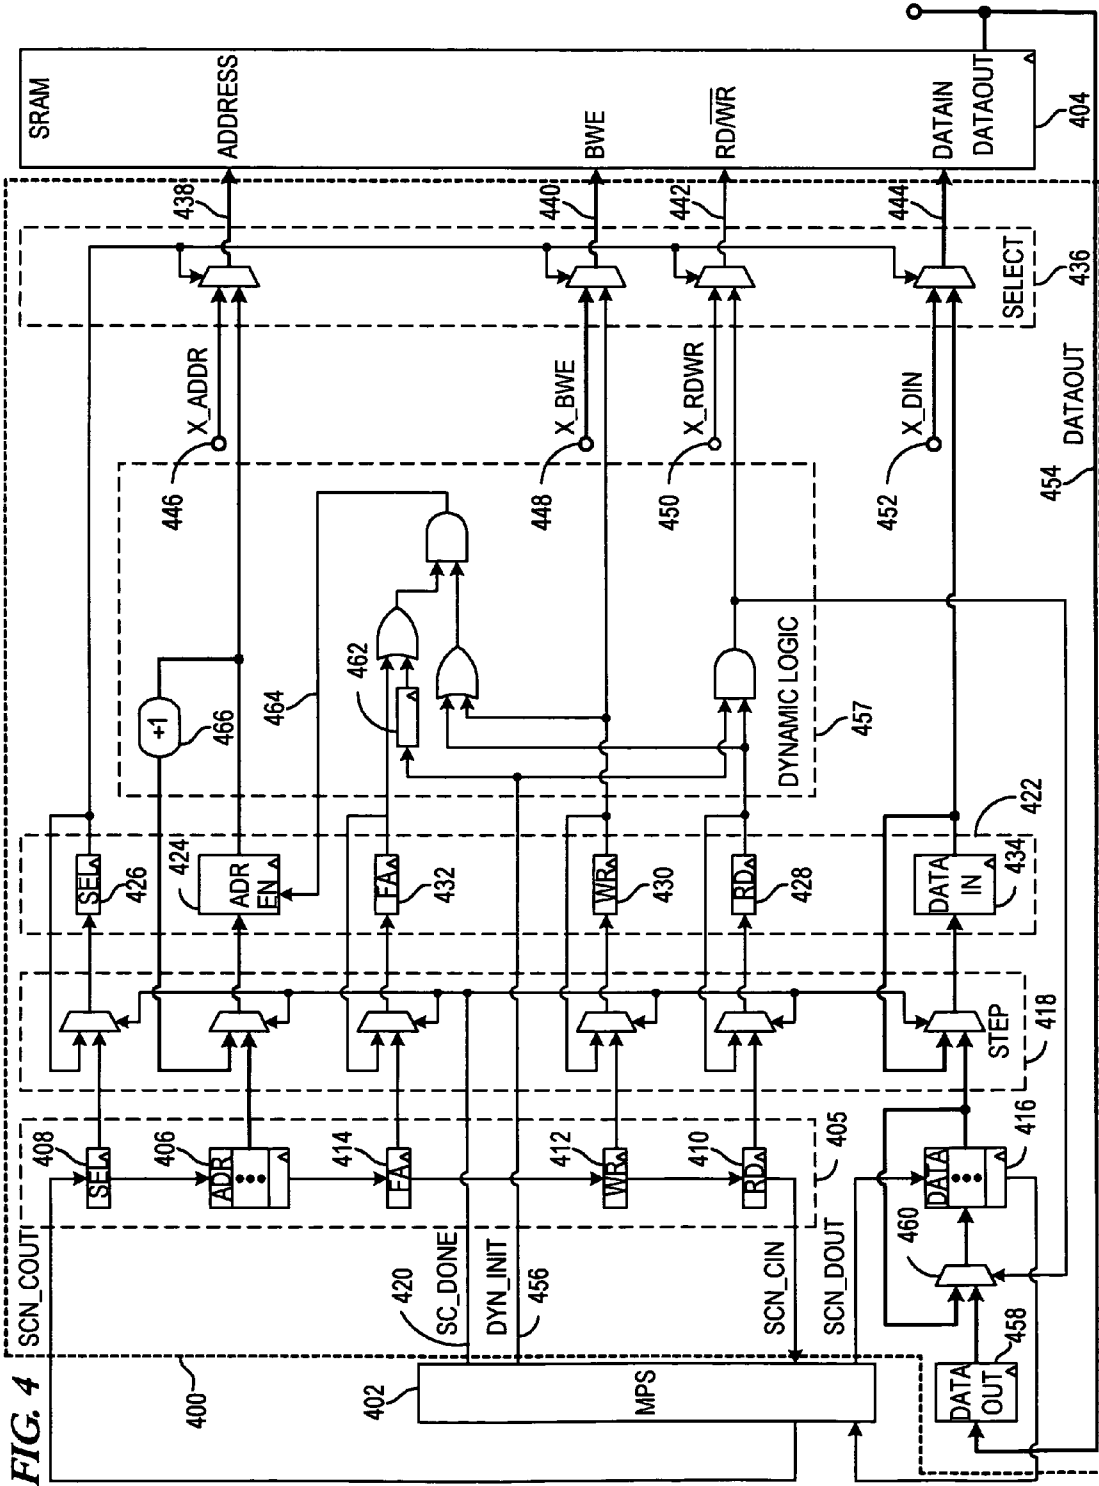 FIG. 4
400
SCN_COUT
408
SEL
406
ADR
414
FA
412
WR
410
RD
405
SC_DONE
420
DYN_INIT
456
SCN_CIN
SCN_DOUT
402
MPS
460
DATA
416
458
DATA OUT
STEP
418
SEL
426
424
ADR
EN
FA
432
WR
430
RD
428
DATA
IN
434
422
+1
466
464
462
DYNAMIC LOGIC
457
446
X_ADDR
448
X_BWE
450
X_RDWR
452
X_DIN
454
DATAOUT
SELECT
436
438
440
442
444
SRAM
ADDRESS
BWE
RD/WR
DATAIN
DATAOUT
404